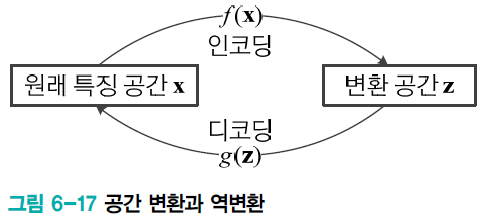 f(x)
인코딩
원래 특징 공간 x
변환 공간 z
디코딩
g(z)
그림 6-17 공간 변환과 역변환